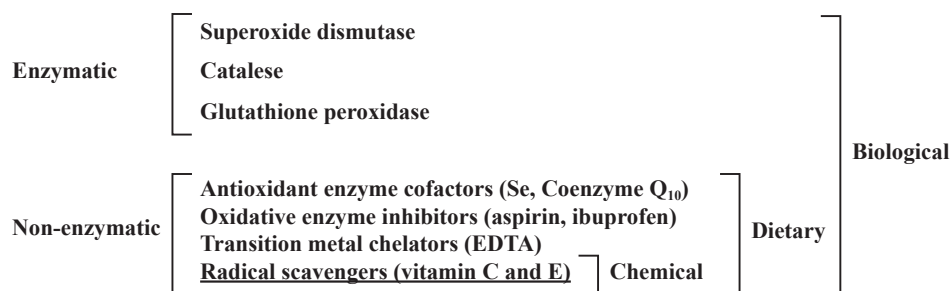 Superoxide dismutase
Enzymatic
Catalese
Glutathione peroxidase
Biological
Antioxidant enzyme cofactors (Se, Coenzyme Q₁₀)
Oxidative enzyme inhibitors (aspirin, ibuprofen)
Non-enzymatic
Dietary
Transition metal chelators (EDTA)
Radical scavengers (vitamin C and E)
Chemical